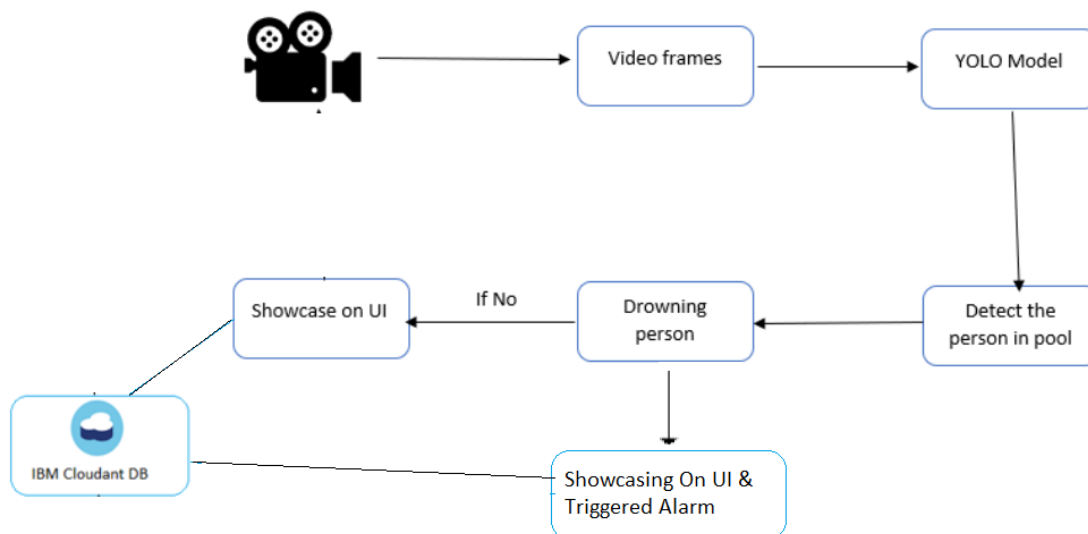 Video frames
YOLO Model
Showcase on UI
If No
Drowning
person
Detect the
person in pool
IBM Cloudant DB
Showcasing On UI &
Triggered Alarm